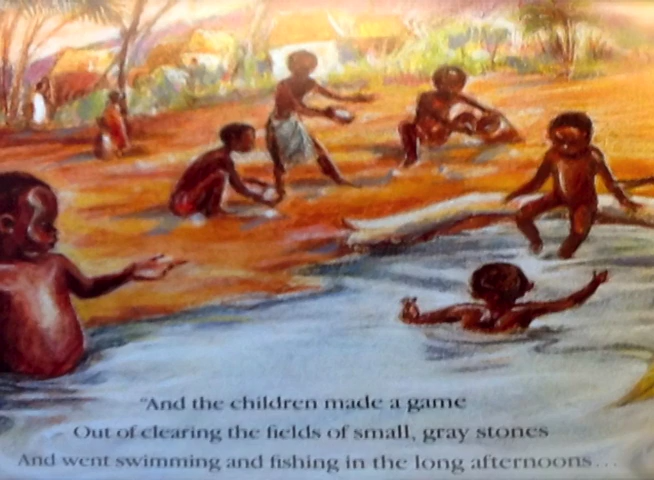 "And the children made a game
Out of clearing the fields of small, gray stones
And went swimming and fishing in the long afternoons...